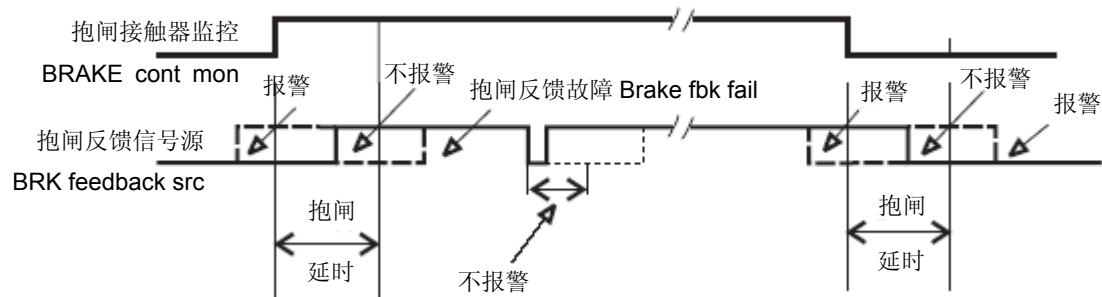 抱闸接触器监控
BRAKE cont mon
报警
不报警
抱闸反馈故障 Brake fbk fail
报警
不报警
报警
抱闸反馈信号源
BRK feedback src
抱闸
延时
不报警
抱闸
延时